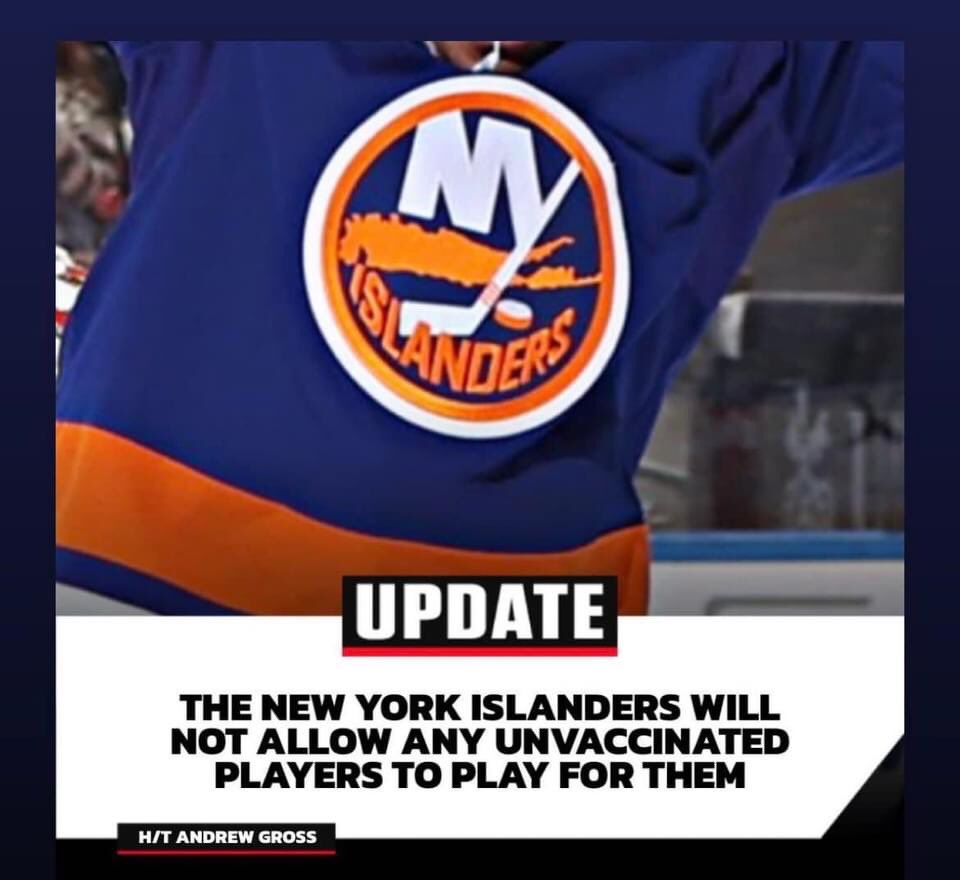 NY
ISLANDERS
UPDATE
THE NEW YORK ISLANDERS WILL
NOT ALLOW ANY UNVACCINATED
PLAYERS TO PLAY FOR THEM
H/T ANDREW GROSS